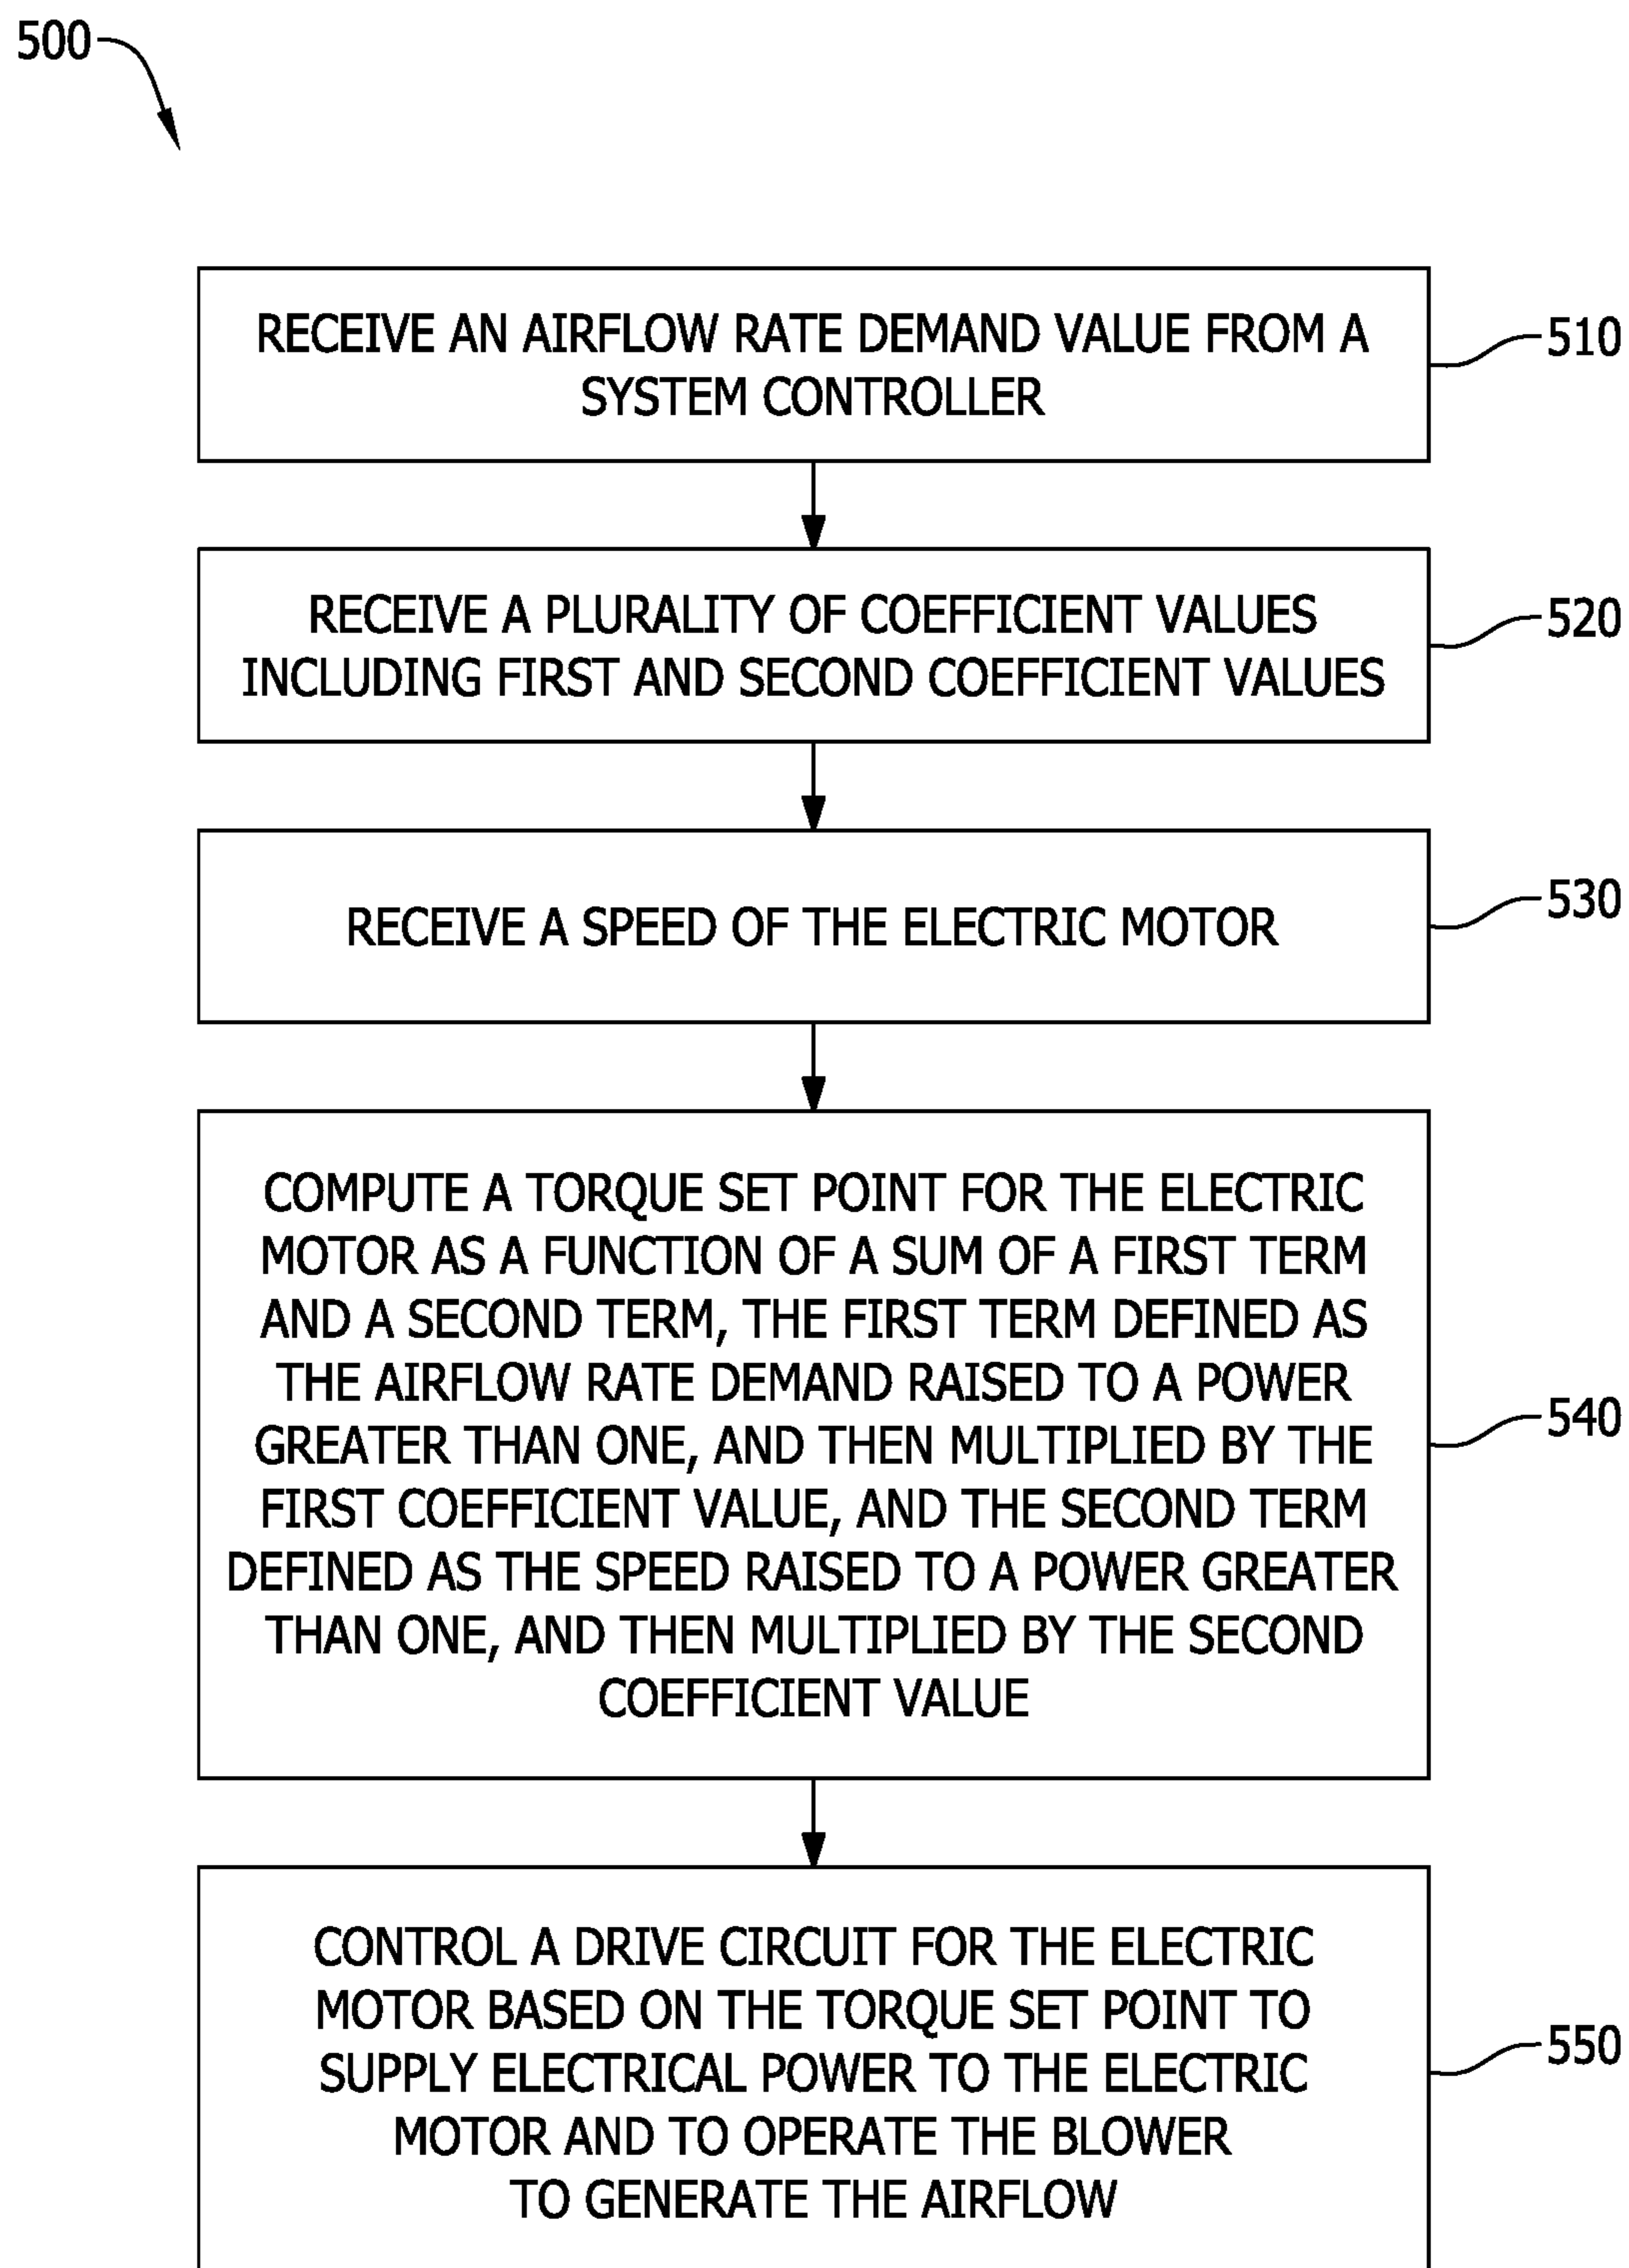 500
RECEIVE AN AIRFLOW RATE DEMAND VALUE FROM A
SYSTEM CONTROLLER
510
RECEIVE A PLURALITY OF COEFFICIENT VALUES
INCLUDING FIRST AND SECOND COEFFICIENT VALUES
520
RECEIVE A SPEED OF THE ELECTRIC MOTOR
530
COMPUTE A TORQUE SET POINT FOR THE ELECTRIC
MOTOR AS A FUNCTION OF A SUM OF A FIRST TERM
AND A SECOND TERM, THE FIRST TERM DEFINED AS
THE AIRFLOW RATE DEMAND RAISED TO A POWER
GREATER THAN ONE, AND THEN MULTIPLIED BY THE
FIRST COEFFICIENT VALUE, AND THE SECOND TERM
DEFINED AS THE SPEED RAISED TO A POWER GREATER
THAN ONE, AND THEN MULTIPLIED BY THE SECOND
COEFFICIENT VALUE
540
CONTROL A DRIVE CIRCUIT FOR THE ELECTRIC
MOTOR BASED ON THE TORQUE SET POINT TO
SUPPLY ELECTRICAL POWER TO THE ELECTRIC
MOTOR AND TO OPERATE THE BLOWER
TO GENERATE THE AIRFLOW
550